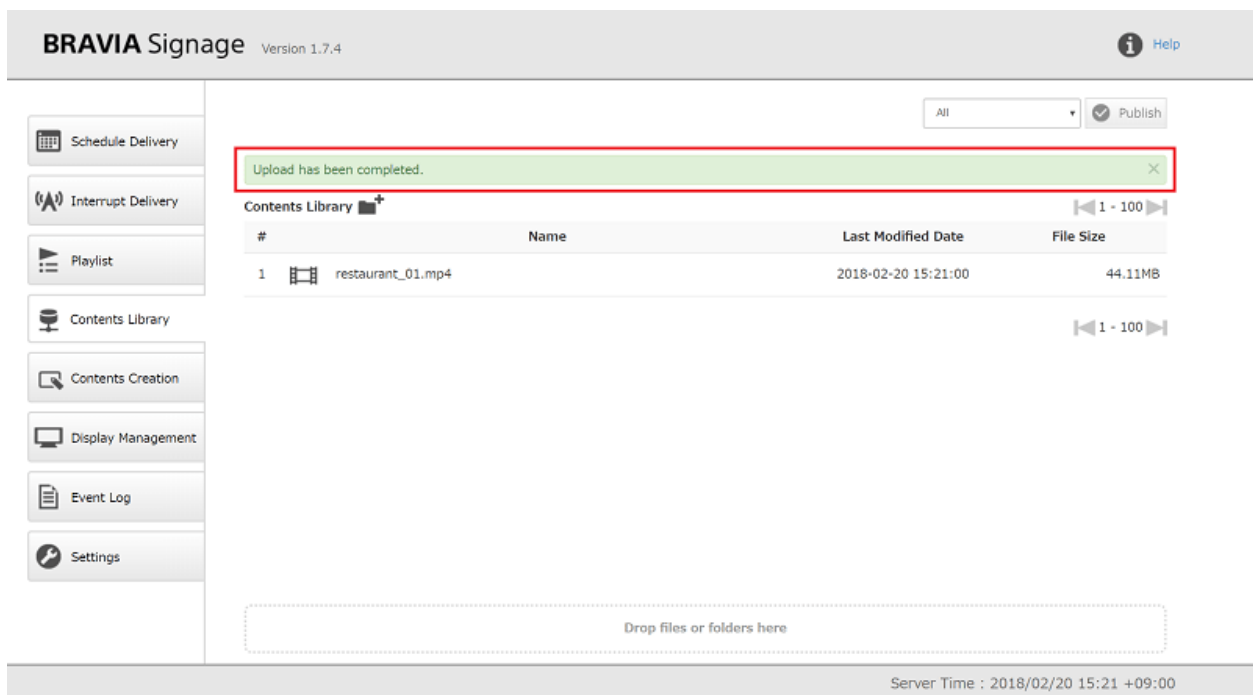 BRAVIA Signage Version 1.7.4
Help
All
Publish
Schedule Delivery
Upload has been completed.
Interrupt Delivery
Contents Library
1 - 100
# Name Last Modified Date File Size
Playlist
1 restaurant_01.mp4 2018-02-20 15:21:00 44.11MB
Contents Library
1 - 100
Contents Creation
Display Management
Event Log
Settings
Drop files or folders here
Server Time : 2018/02/20 15:21 +09:00